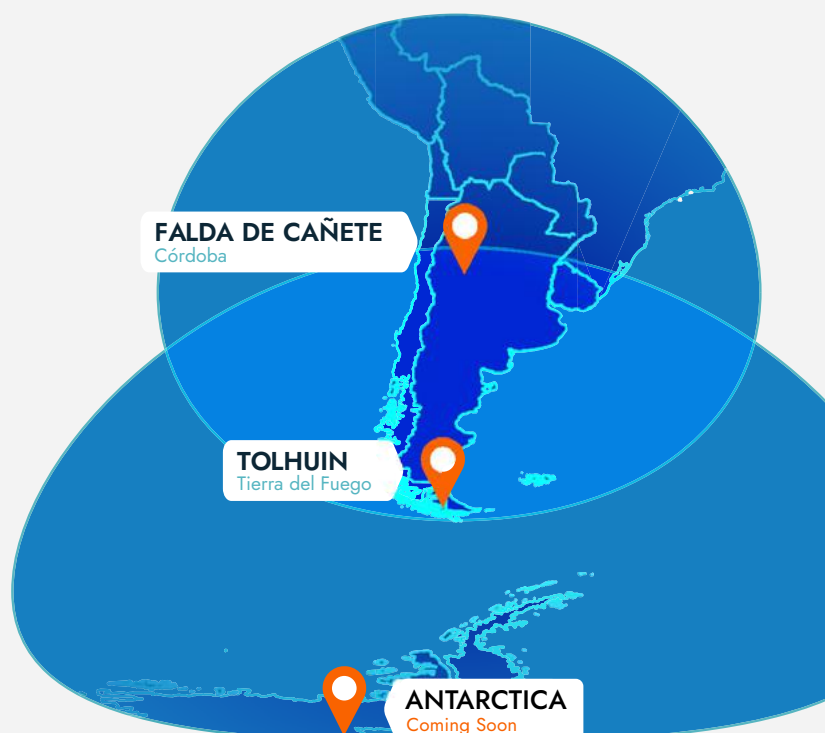 FALDA DE CAÑETE
Córdoba
TOLHUIN
Tierra del Fuego
ANTARCTICA
Coming Soon